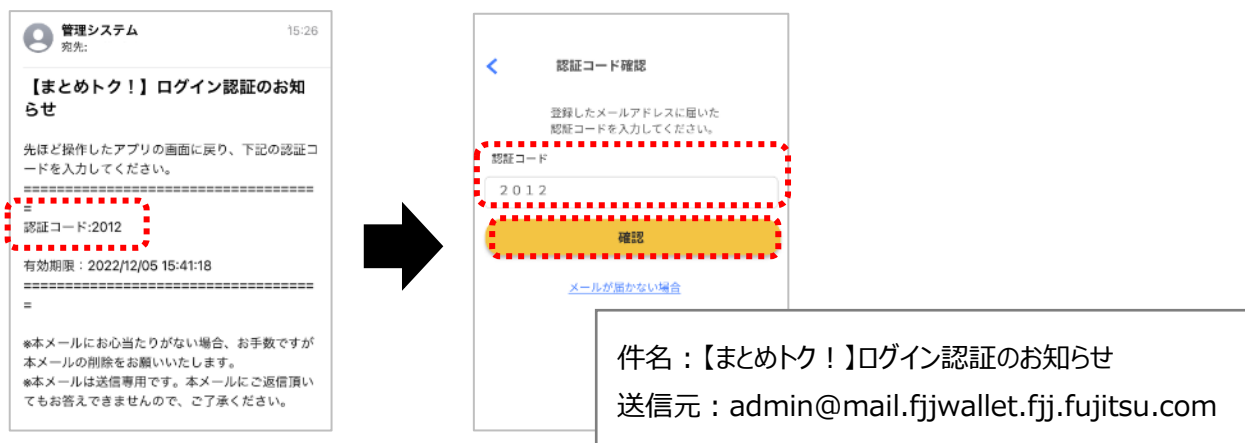 管理システム
15:26
宛先:
【まとめトク！】ログイン認証のお知
らせ
先ほど操作したアプリの画面に戻り、下記の認証コ
ードを入力してください。
===================================
=
認証コード:2012
有効期限：2022/12/05 15:41:18
===================================
=
※本メールにお心当たりがない場合、お手数ですが
本メールの削除をお願いいたします。
※本メールは送信専用です。本メールにご返信頂い
てもお答えできませんので、ご了承ください。
認証コード確認
登録したメールアドレスに届いた
認証コードを入力してください。
認証コード
2012
確認
メールが届かない場合
件名：【まとめトク！】ログイン認証のお知らせ
送信元：admin@mail.fjjwallet.fjj.fujitsu.com